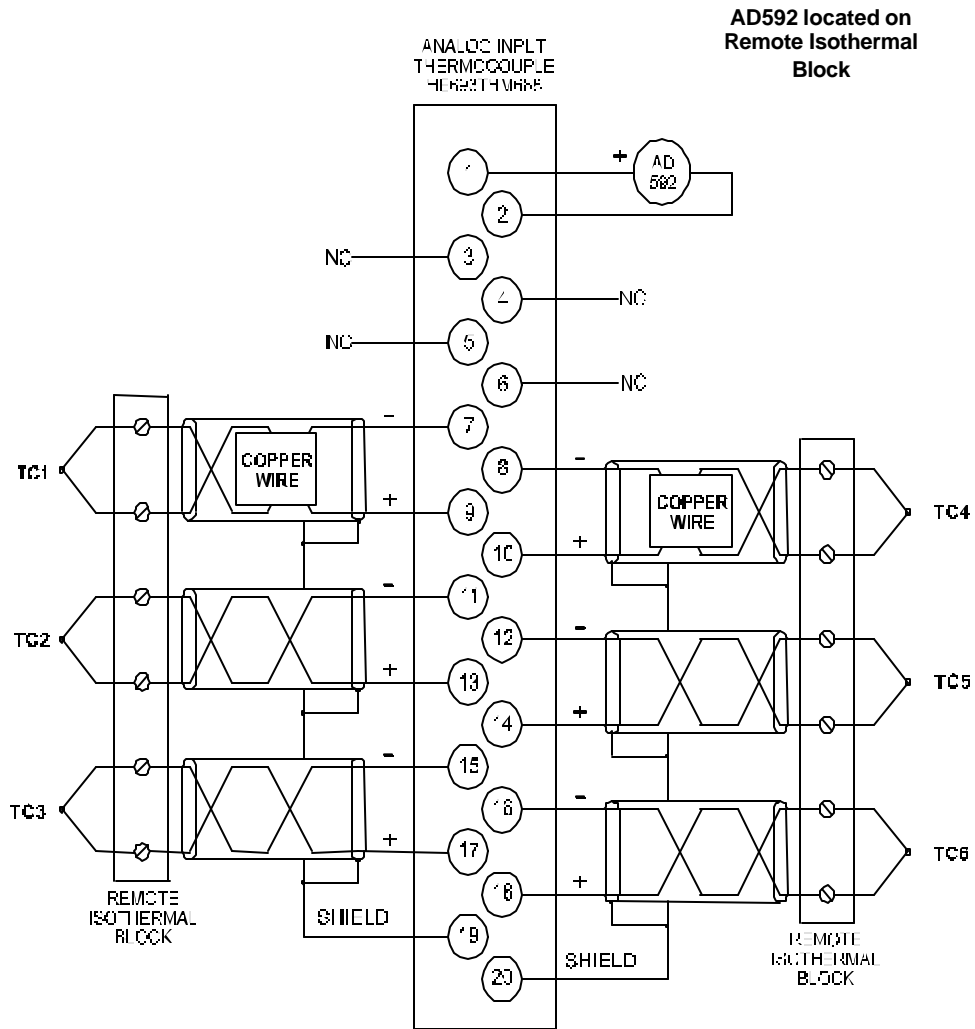 AD592 located on
Remote Isothermal
Block
ANALOG INPUT
THERMOCOUPLE
+
AD
592
1
2
NC
3
4
NC
NC
5
6
NC
-
7
COPPER
WIRE
TC1
-
8
+
9
COPPER
WIRE
TC4
+
10
-
11
-
12
TC2
+
13
TC5
+
14
-
15
-
16
TC3
+
17
TC6
+
REMOTE
ISOTHERMAL
BLOCK
SHIELD
19
REMOTE
ISOTHERMAL
BLOCK
SHIELD
20